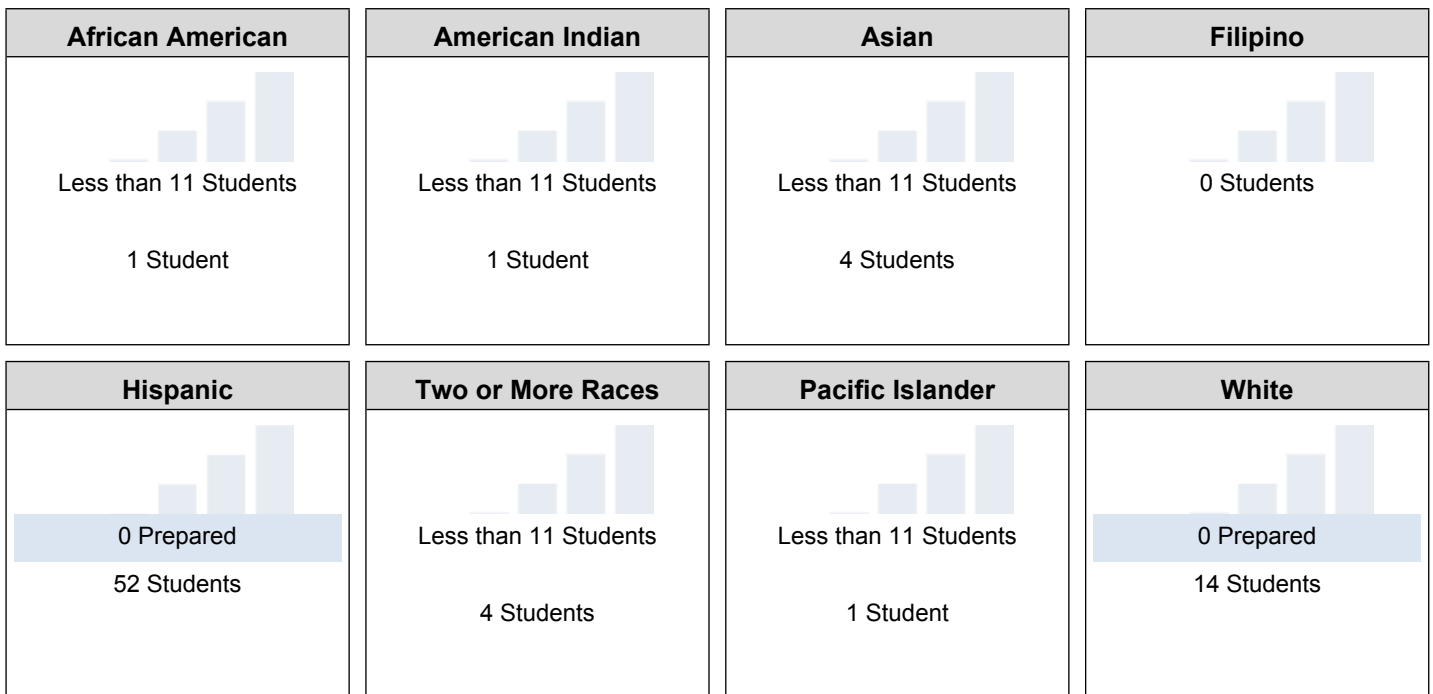 African American
Less than 11 Students
1 Student
American Indian
Less than 11 Students
1 Student
Asian
Less than 11 Students
4 Students
Filipino
0 Students
Hispanic
0 Prepared
52 Students
Two or More Races
Less than 11 Students
4 Students
Pacific Islander
Less than 11 Students
1 Student
White
0 Prepared
14 Students